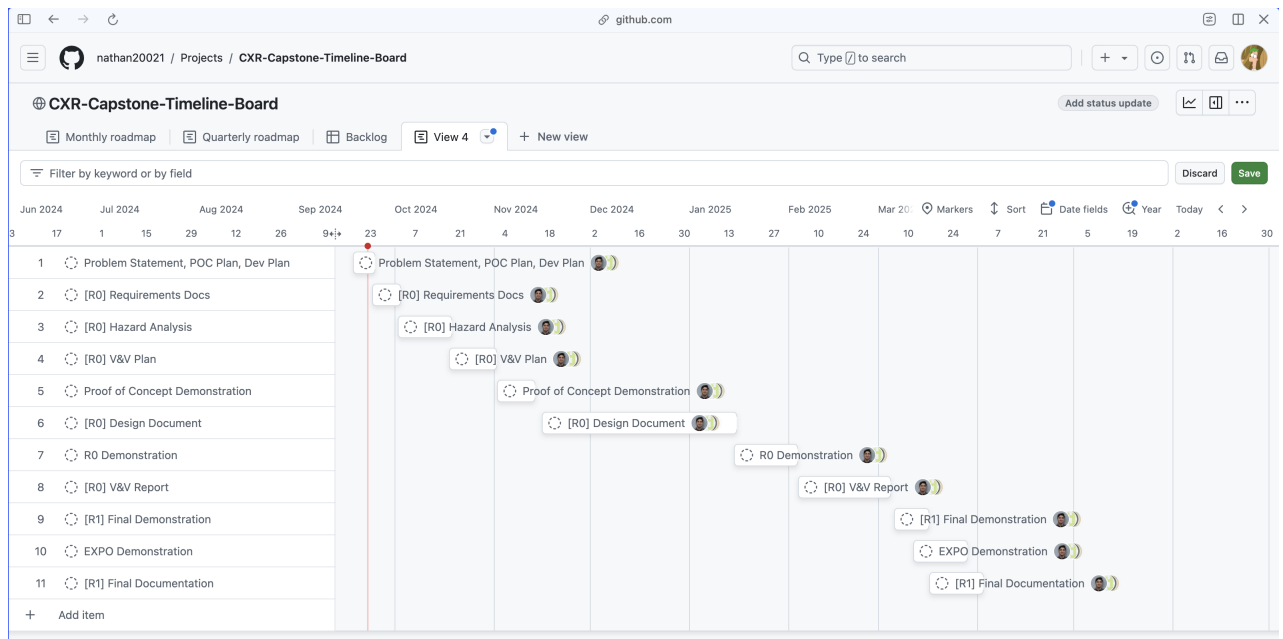 github.com
nathan20021 / Projects / CXR-Capstone-Timeline-Board
Type / to search
CXR-Capstone-Timeline-Board
Add status update
Monthly roadmap
Quarterly roadmap
Backlog
View 4
New view
Filter by keyword or by field
Discard
Save
Jun 2024 Jul 2024 Aug 2024 Sep 2024 Oct 2024 Nov 2024 Dec 2024 Jan 2025 Feb 2025 Mar 20 Markers Sort Date fields Year Today
3 17 1 15 29 12 26 9 23 7 21 4 18 2 16 30 13 27 10 24 10 24 7 21 5 19 2 16 30
1 Problem Statement, POC Plan, Dev Plan Problem Statement, POC Plan, Dev Plan
2 [R0] Requirements Docs [R0] Requirements Docs
3 [R0] Hazard Analysis [R0] Hazard Analysis
4 [R0] V&V Plan [R0] V&V Plan
5 Proof of Concept Demonstration Proof of Concept Demonstration
6 [R0] Design Document [R0] Design Document
7 R0 Demonstration R0 Demonstration
8 [R0] V&V Report [R0] V&V Report
9 [R1] Final Demonstration [R1] Final Demonstration
10 EXPO Demonstration EXPO Demonstration
11 [R1] Final Documentation [R1] Final Documentation
+ Add item